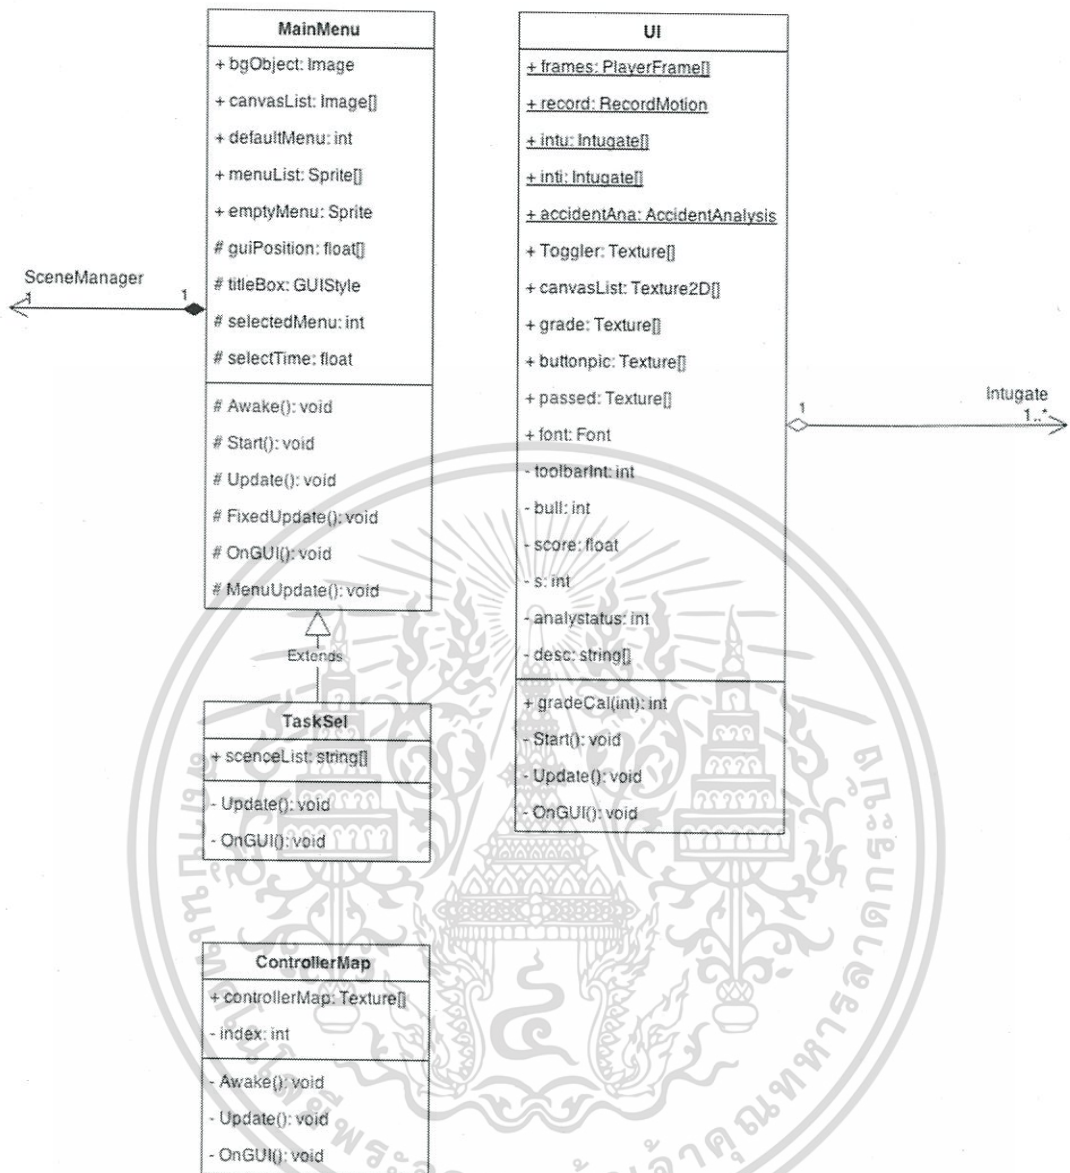 MainMenu
+ bgObject: Image
+ canvasList: Image[]
+ defaultMenu: int
+ menuList: Sprite[]
+ emptyMenu: Sprite
# guiPosition: float[]
# titleBox: GUIStyle
# selectedMenu: int
# selectTime: float
# Awake(): void
# Start(): void
# Update(): void
# FixedUpdate(): void
# OnGUI(): void
# MenuUpdate(): void
SceneManager
1
1
Extends
TaskSel
+ scenceList: string[]
- Update(): void
- OnGUI(): void
ControllerMap
+ controllerMap: Texture[]
- index: int
- Awake(): void
- Update(): void
- OnGUI(): void
UI
+ frames: PlayerFrame[]
+ record: RecordMotion
+ intu: Intugate[]
+ inti: Intugate[]
+ accidentAna: AccidentAnalysis
+ Toggler: Texture[]
+ canvasList: Texture2D[]
+ grade: Texture[]
+ buttonpic: Texture[]
+ passed: Texture[]
+ font: Font
- toolbarInt: int
- bull: int
- score: float
- s: int
- analystatus: int
- desc: string[]
+ gradeCal(int): int
- Start(): void
- Update(): void
- OnGUI(): void
1
Intugate
1..*